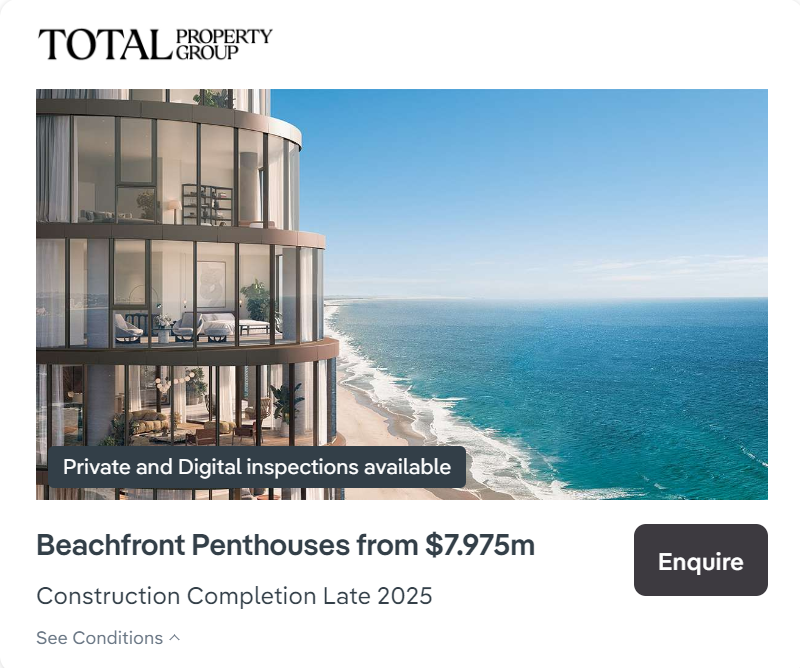 TOTAL PROPERTY GROUP
Private and Digital inspections available
Beachfront Penthouses from $7.975m
Enquire
Construction Completion Late 2025
See Conditions